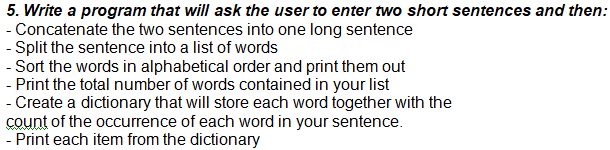 5. Write a program that will ask the user to enter two short sentences and then:
- Concatenate the two sentences into one long sentence
- Split the sentence into a list of words
- Sort the words in alphabetical order and print them out
- Print the total number of words contained in your list
- Create a dictionary that will store each word together with the
count of the occurrence of each word in your sentence.
- Print each item from the dictionary